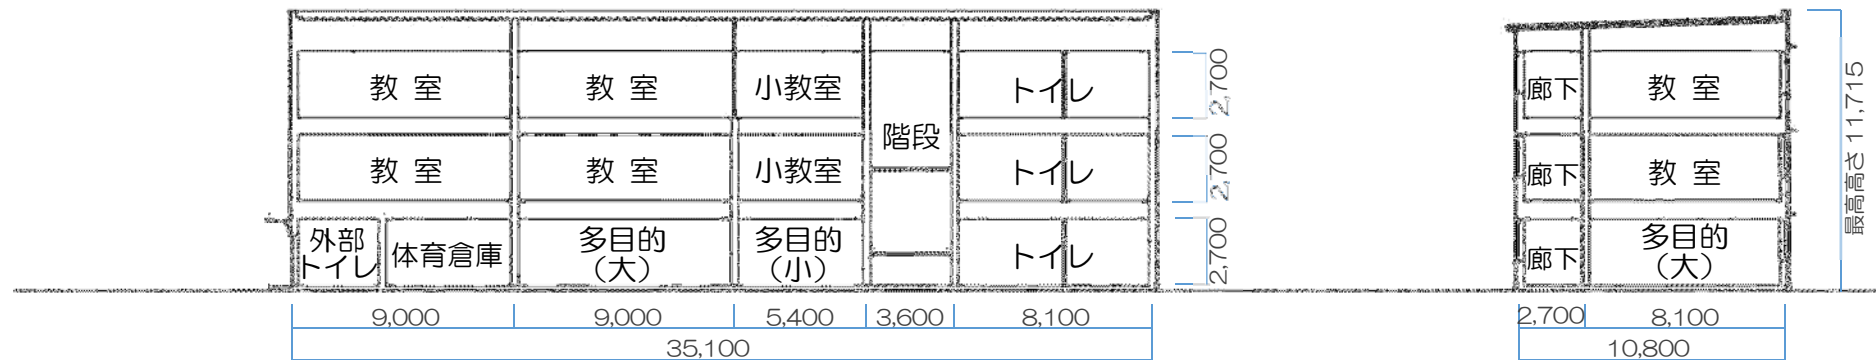 教 室 教 室 小教室 トイレ 2,700 廊下 教 室
階段
教 室 教 室 小教室 トイレ 2,700 廊下 教 室
最高高さ 11,715
外部
トイレ 体育倉庫 多目的
(大) 多目的
(小) トイレ 2,700 廊下 多目的
(大)
9,000 9,000 5,400 3,600 8,100 2,700 8,100
35,100 10,800